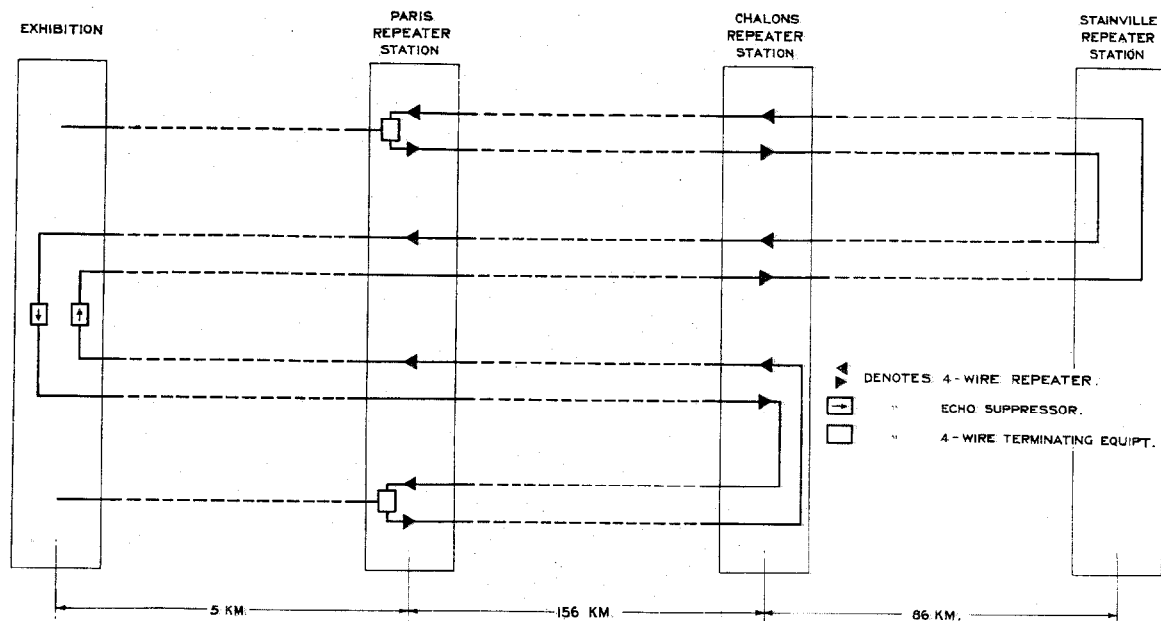 EXHIBITION
PARIS
REPEATER
STATION
CHALONS
REPEATER
STATION
STAINVILLE
REPEATER
STATION
DENOTES 4-WIRE REPEATER.
" ECHO SUPPRESSOR.
" 4-WIRE TERMINATING EQUIPT.
5 KM.
156 KM.
86 KM.